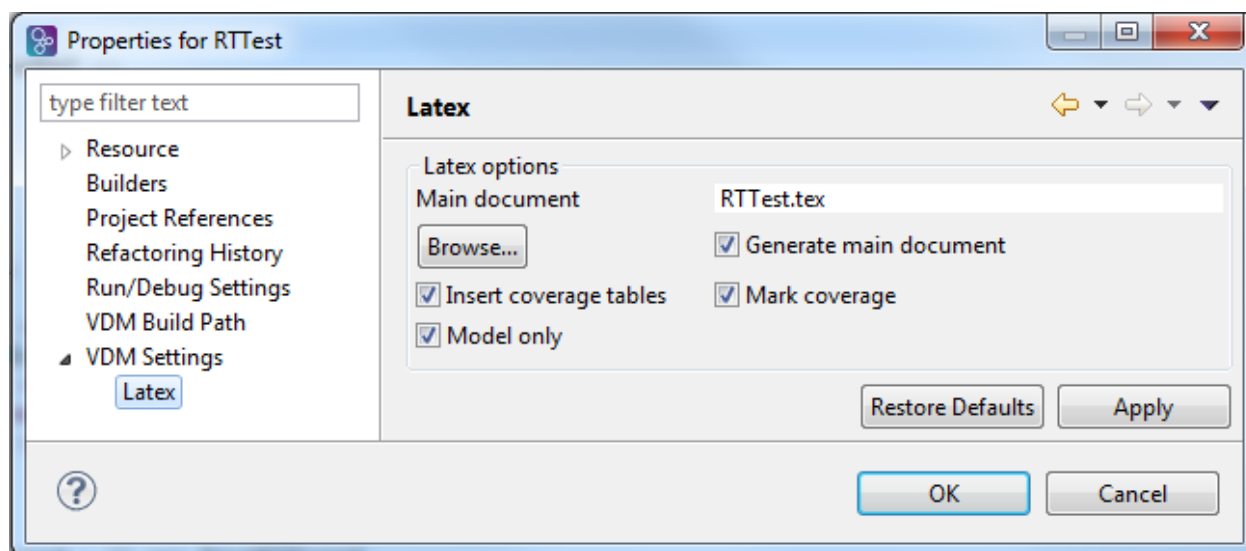 Properties for RTTest
type filter text
Resource
Builders
Project References
Refactoring History
Run/Debug Settings
VDM Build Path
VDM Settings
Latex
Latex
Latex options
Main document RTTest.tex
Browse... Generate main document
Insert coverage tables Mark coverage
Model only
Restore Defaults Apply
? OK Cancel